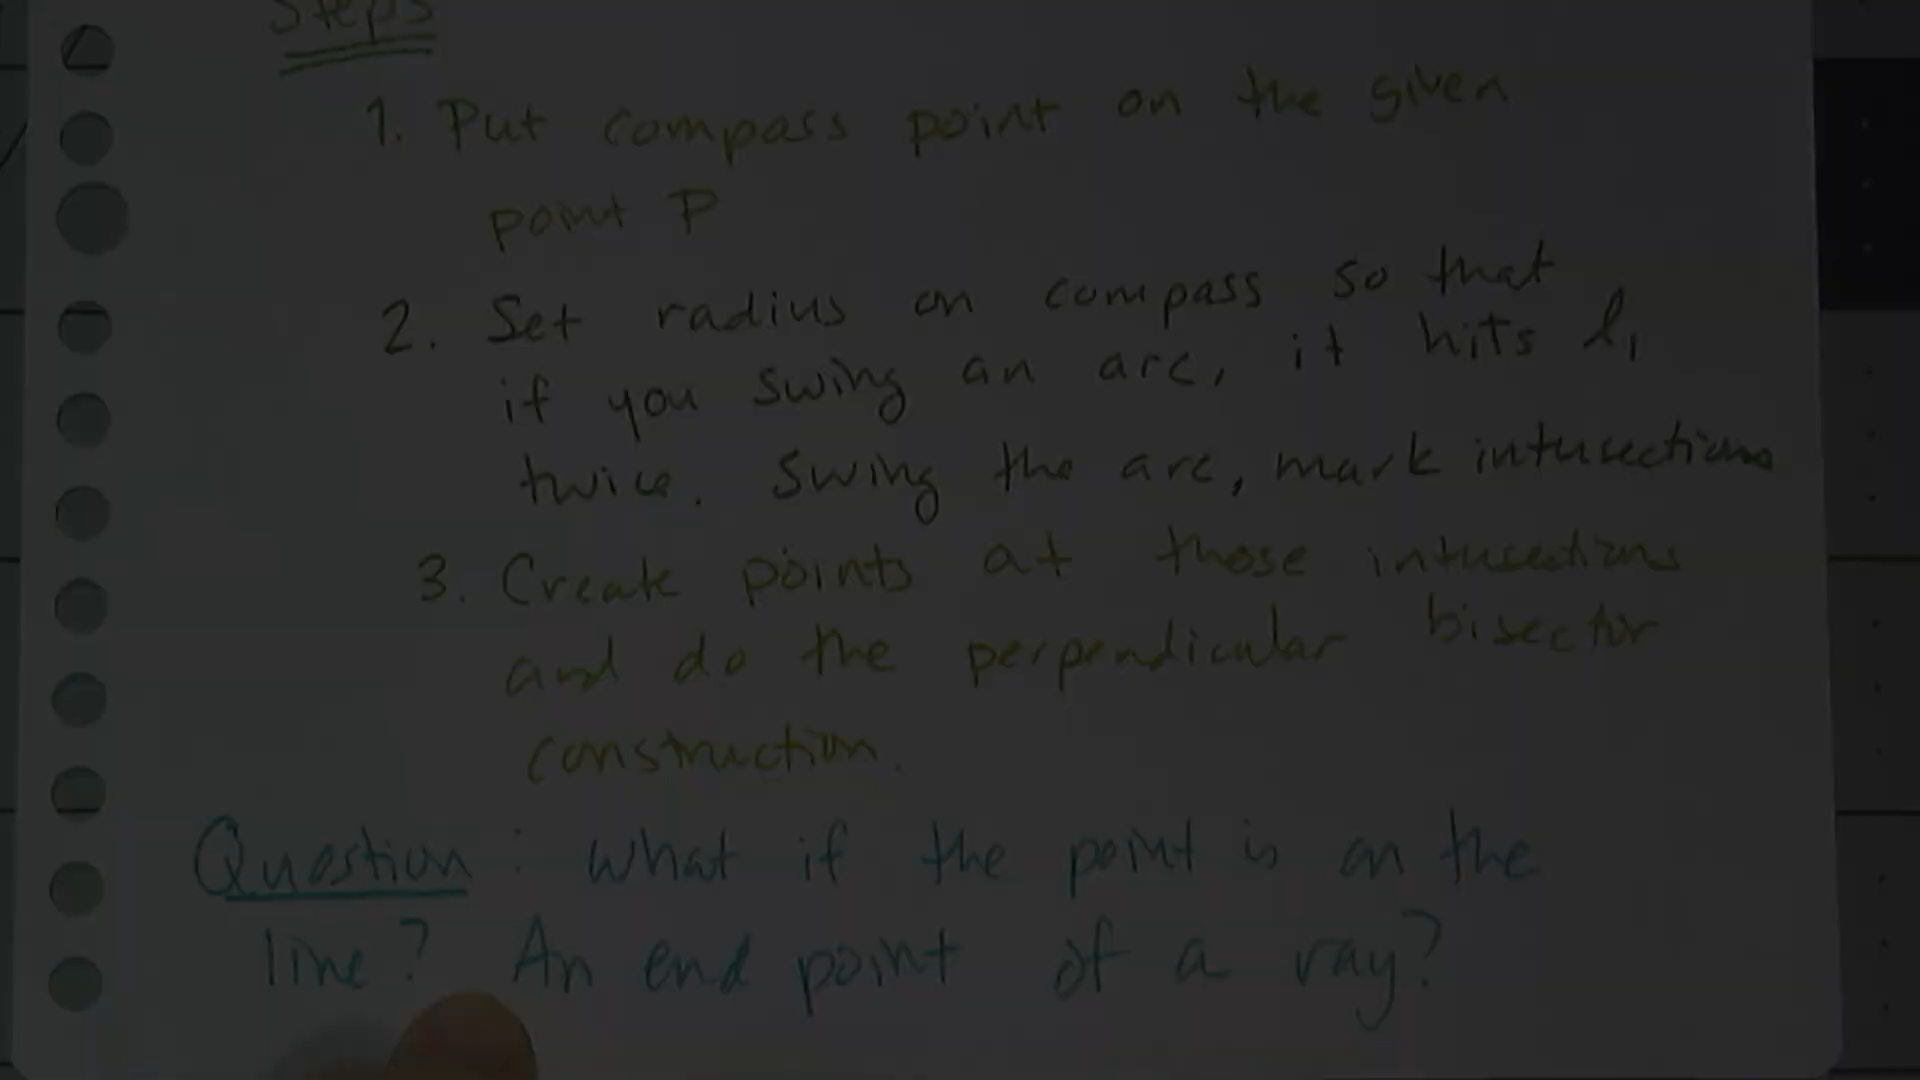 Steps
1. Put compass point on the given
point P
2. Set radius on compass so that
if you swing an arc, it hits l₁
twice. Swing the arc, mark intersections
3. Create points at those intersections
and do the perpendicular bisector
construction.
Question: What if the point is on the
line? An end point of a ray?